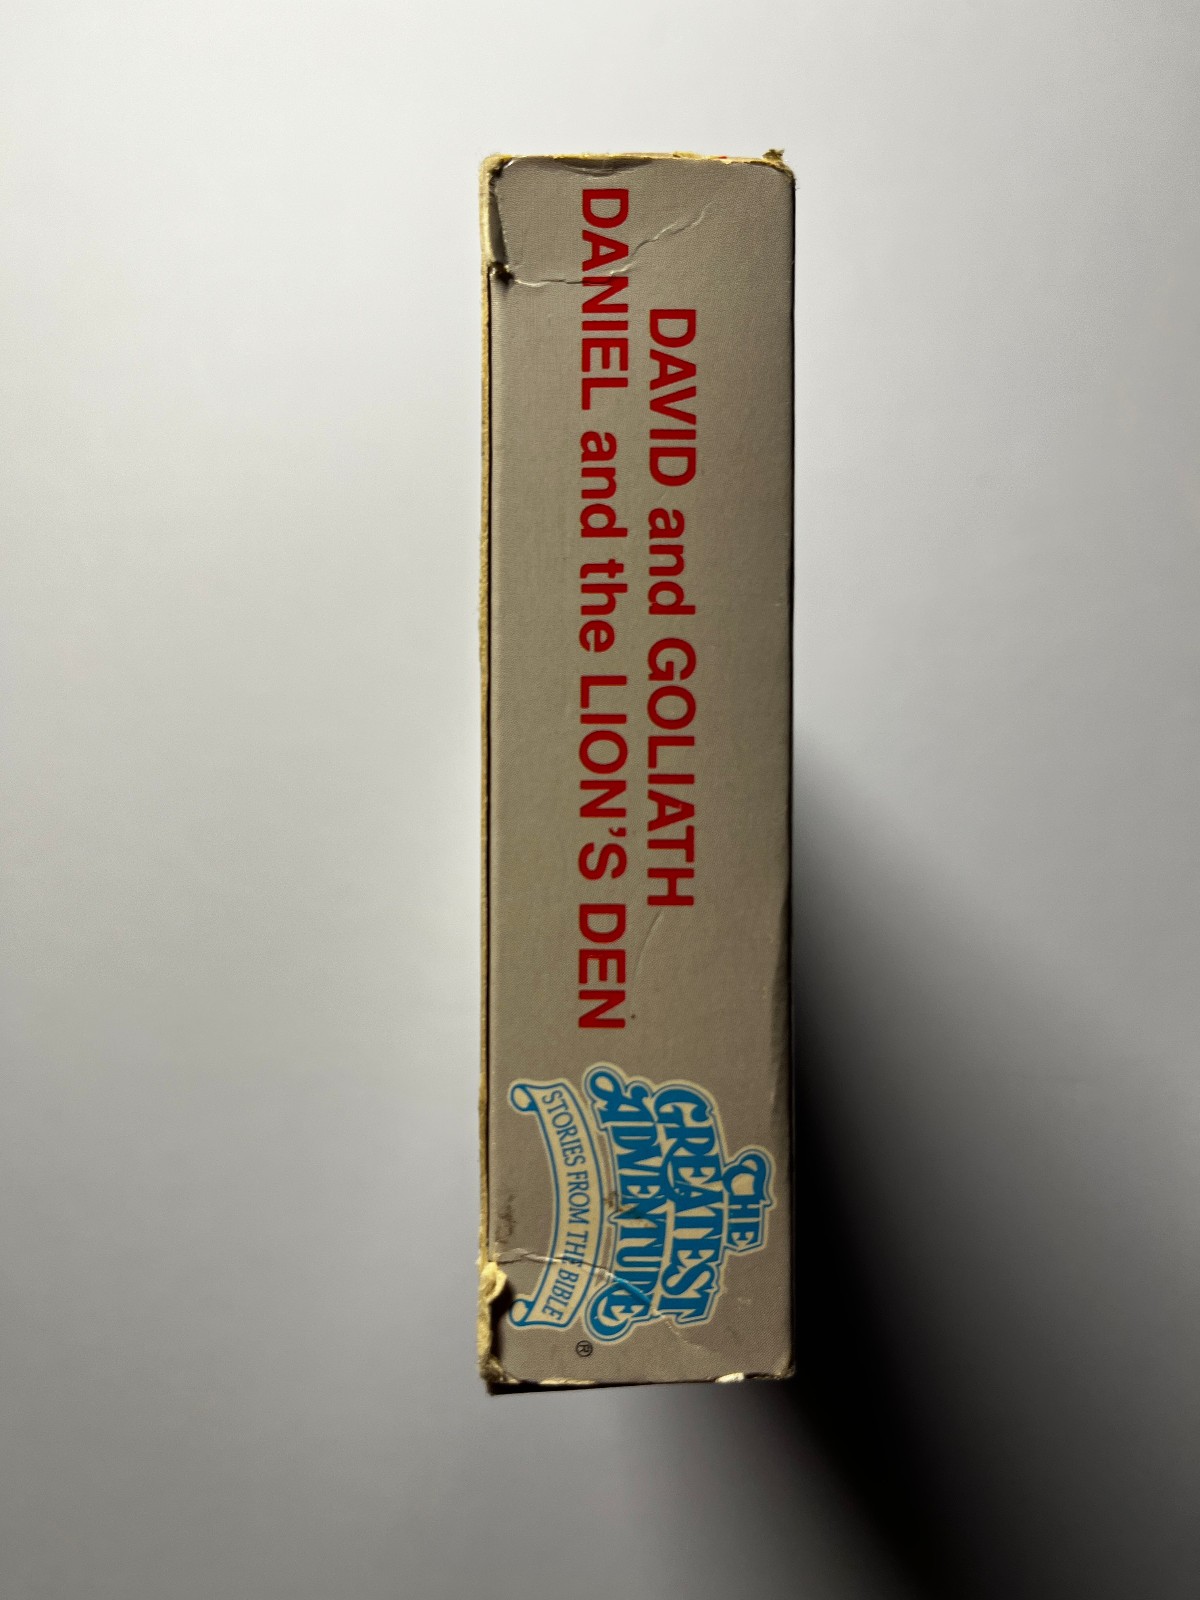 DAVID and GOLIATH
DANIEL and the LION'S DEN
THE
GREATEST
ADVENTURE
STORIES FROM THE BIBLE
®